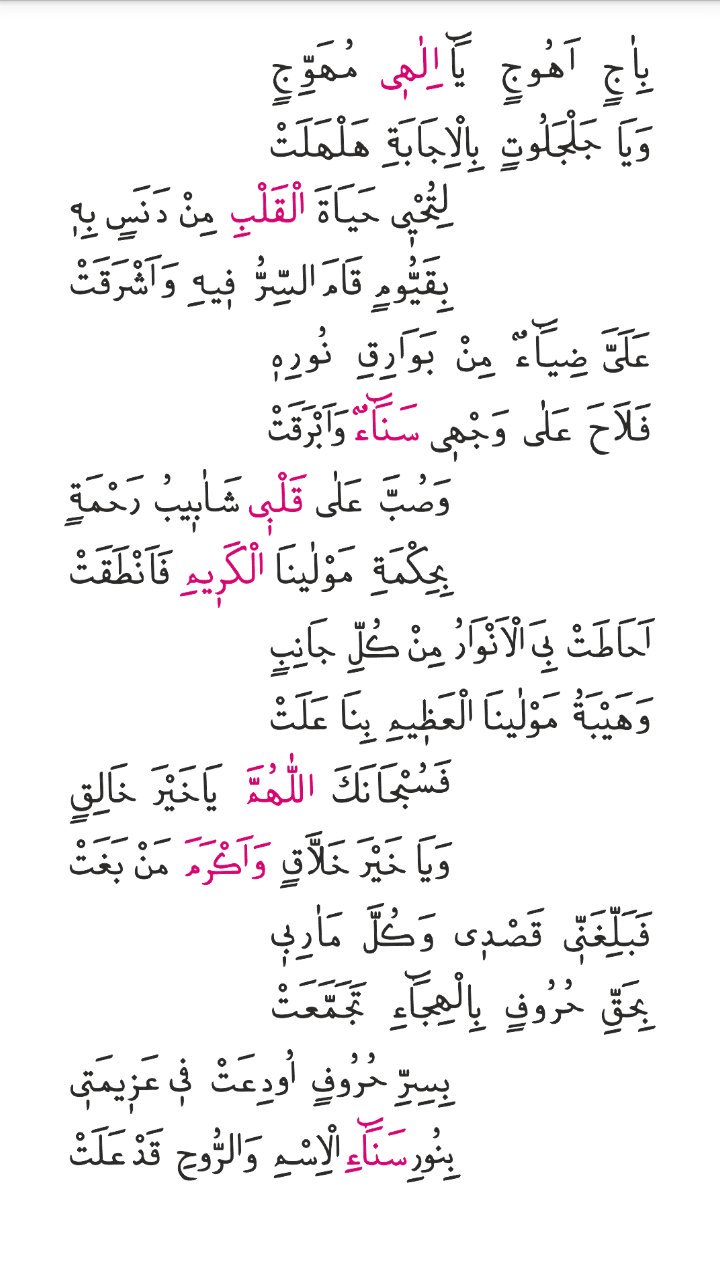 بِاٰجٍ اَهُوجٍ يَٓا اِلٰهِى مُهَوِّجٍ
وَيَا جَلْجَلُوتٍ بِالْاِجَابَةِ هَلْهَلَتْ
لِتُحْيِى حَيَاةَ الْقَلْبِ مِنْ دَنَسٍ بِهِ
بِقَيُّومٍ قَامَ السِّرُّ فِيهِ وَاَشْرَقَتْ
عَلَىَّ ضِيَٓاءٌ مِنْ بَوَارِقِ نُورِهِ
فَلَاحَ عَلٰى وَجْهِى سَنَٓاءٌ وَاَبْرَقَتْ
وَصُبَّ عَلٰى قَلْبِى شَاٰبِيبُ رَحْمَةٍ
بِحِكْمَةِ مَوْلٰينَا الْكَرِيمِ فَاَنْطَقَتْ
اَحَاطَتْ بِىَ الْاَنْوَارُ مِنْ كُلِّ جَانِبٍ
وَهَيْبَةُ مَوْلٰينَا الْعَظِيمِ بِنَا عَلَتْ
فَسُبْحَانَكَ اللّٰهُمَّ يَاخَيْرَ خَالِقٍ
وَيَا خَيْرَ خَلَّاقٍ وَاَكْرَمَ مَنْ بَغَتْ
فَبَلِّغَنِّى قَصْدِى وَكُلَّ مَاٰرِبِى
بِحَقِّ حُرُوفٍ بِالْهِجَٓاءِ تَجَمَّعَتْ
بِسِرِّ حُرُوفٍ اُودِعَتْ فِى عَزِيمَتِى
بِنُورِ سَنَٓاءِ الْاِسْمِ وَالرُّوحِ قَدْ عَلَتْ